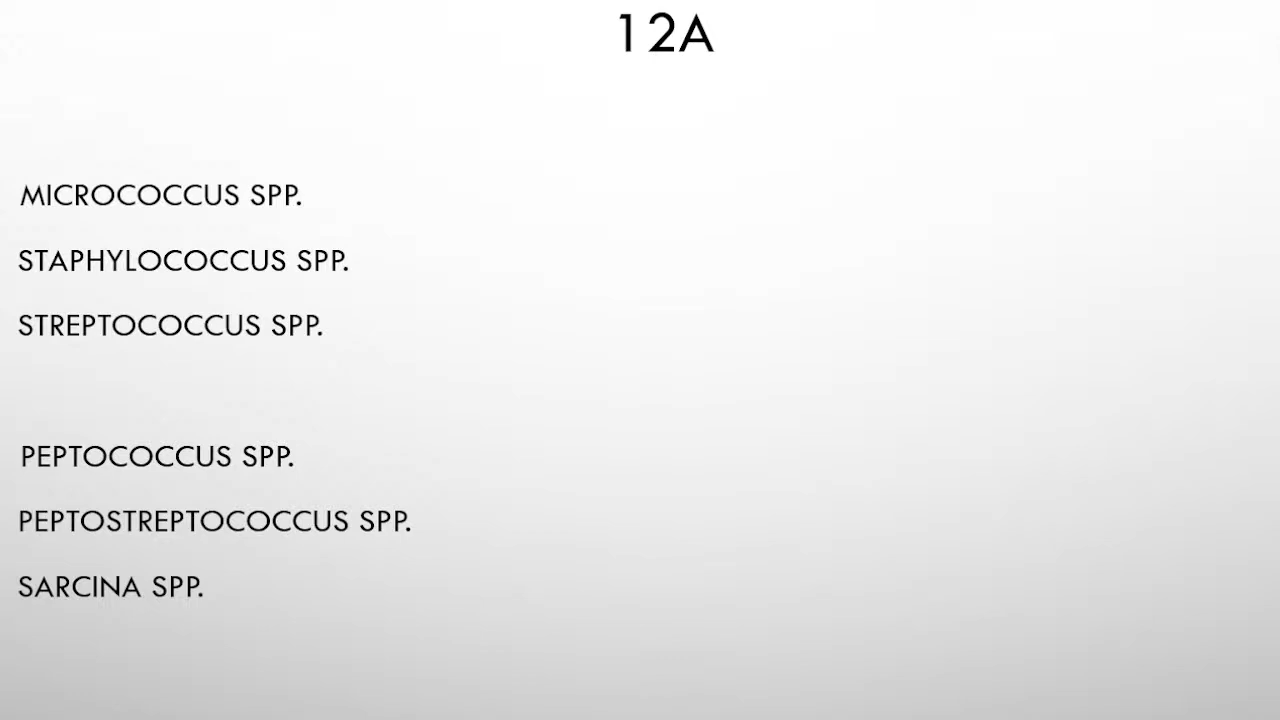 12A
MICROCOCCUS SPP.
STAPHYLOCOCCUS SPP.
STREPTOCOCCUS SPP.
PEPTOCOCCUS SPP.
PEPTOSTREPTOCOCCUS SPP.
SARCINA SPP.